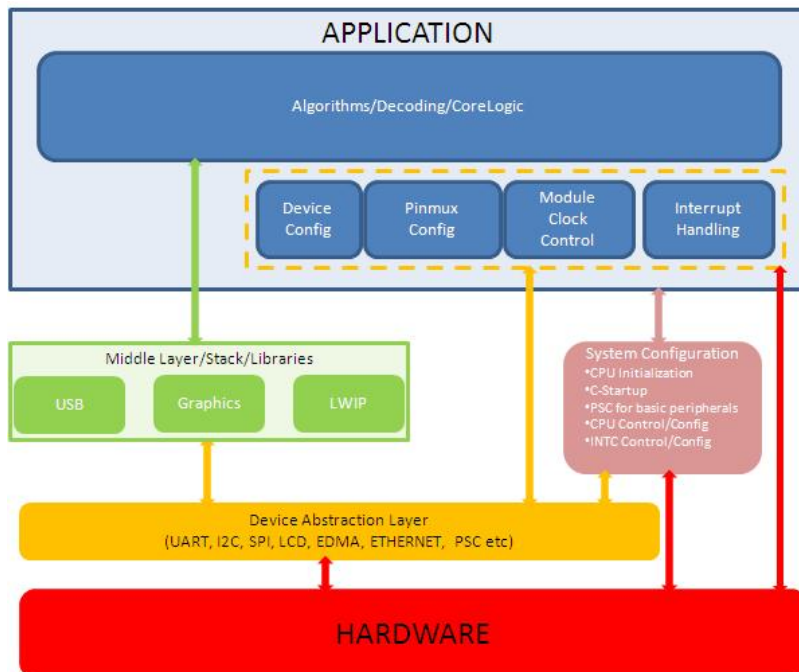 APPLICATION
Algorithms/Decoding/CoreLogic
Device
Config
Pinmux
Config
Module
Clock
Control
Interrupt
Handling
Middle Layer/Stack/Libraries
USB
Graphics
LWIP
System Configuration
•CPU Initialization
•C-Startup
•PSC for basic peripherals
•CPU Control/Config
•INTC Control/Config
Device Abstraction Layer
(UART, I2C, SPI, LCD, EDMA, ETHERNET, PSC etc)
HARDWARE